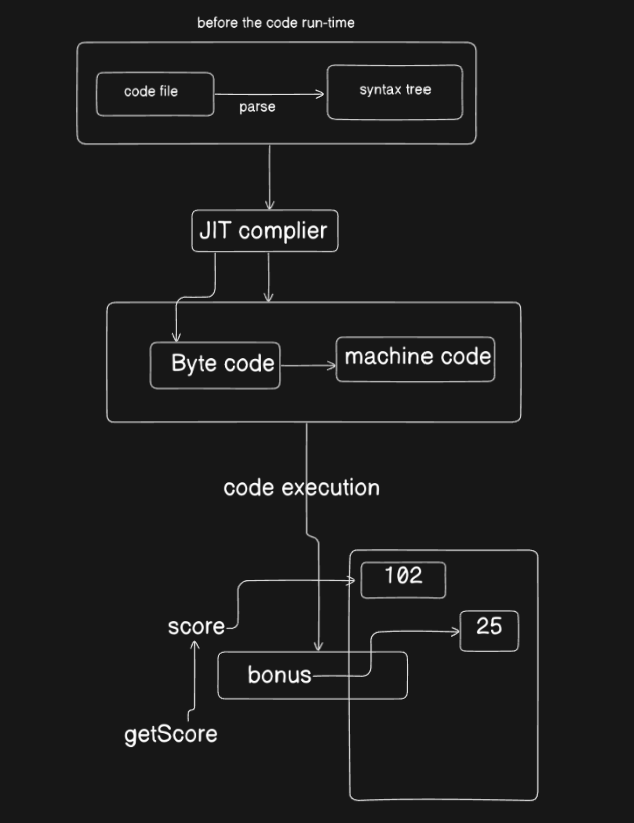 before the code run-time
code file
parse
syntax tree
JIT complier
Byte code
machine code
code execution
102
score
25
bonus
getScore